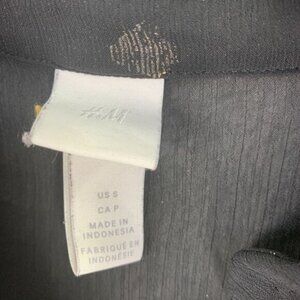 H&M
US S
CA P
MADE IN
INDONESIA
FABRIQUÉ EN
INDONÉSIE